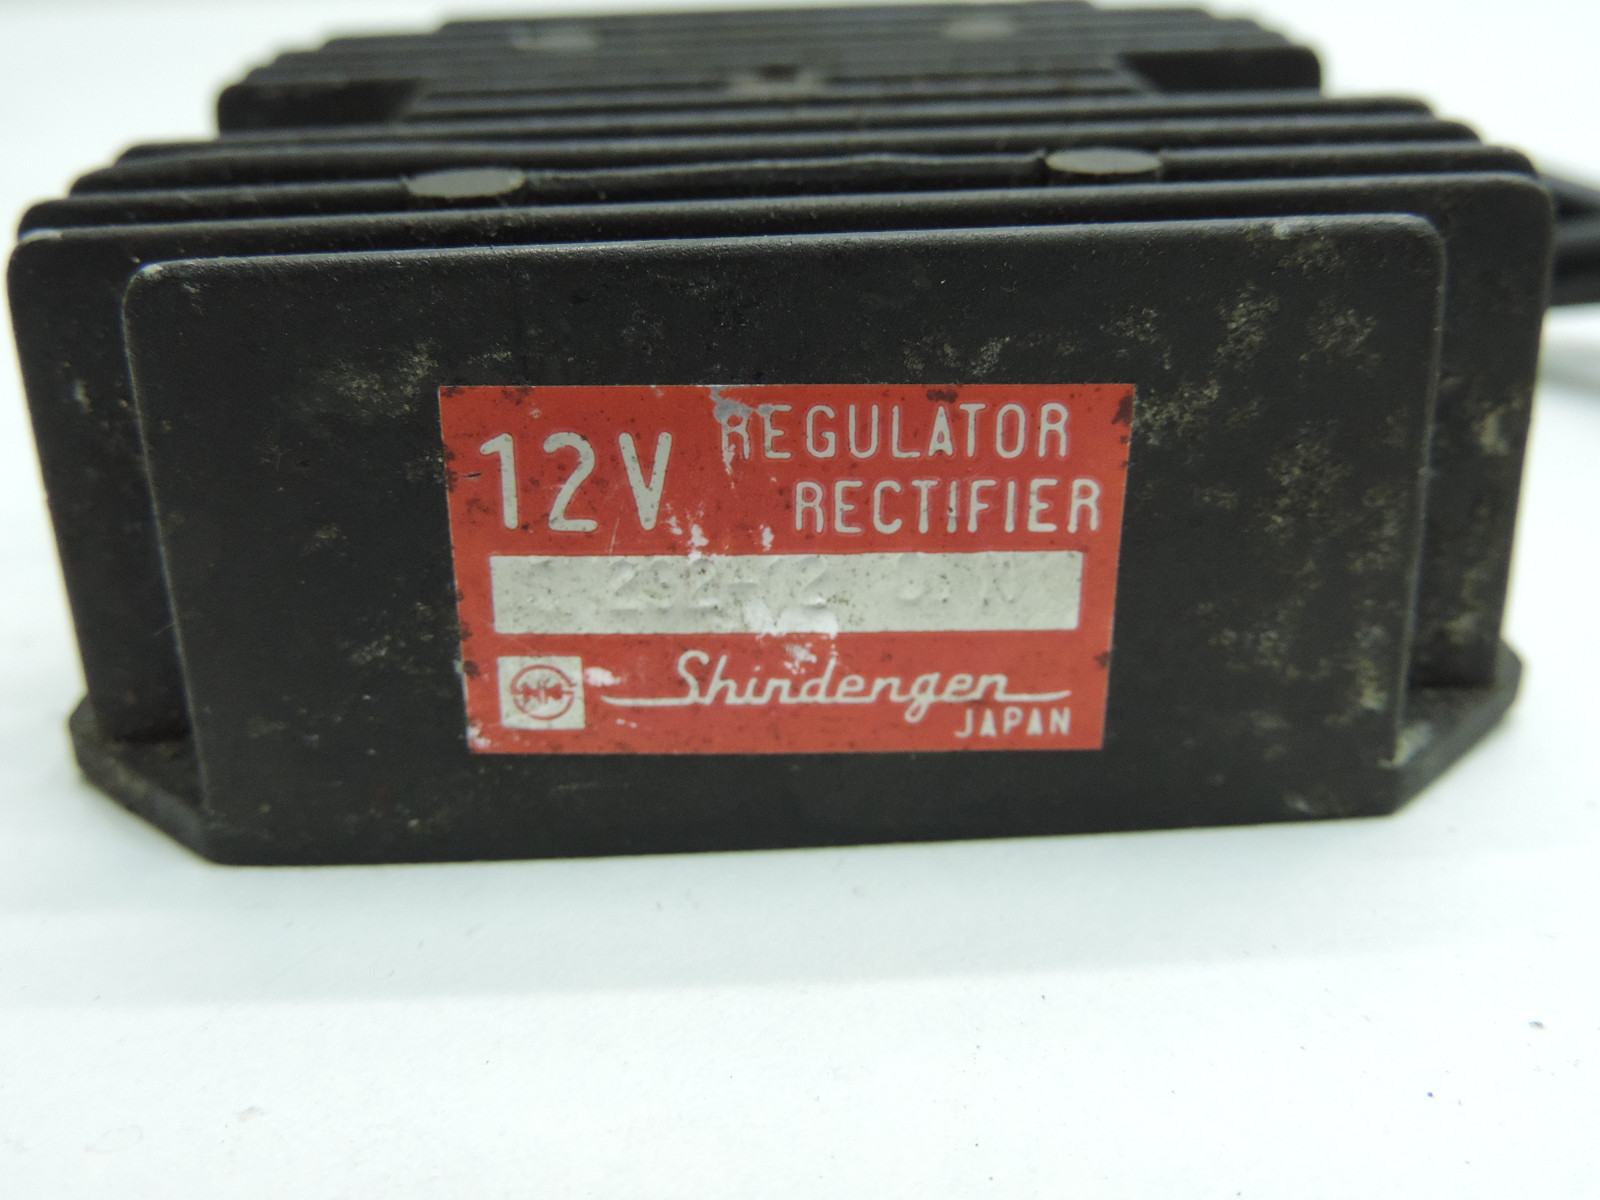 12V REGULATOR
RECTIFIER
Shindengen
JAPAN